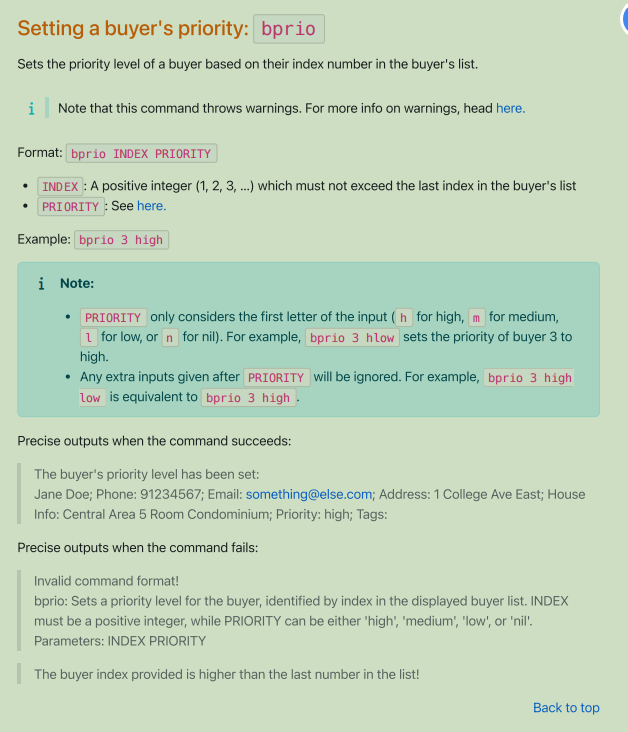 Setting a buyer's priority: bprio
Sets the priority level of a buyer based on their index number in the buyer's list.
i Note that this command throws warnings. For more info on warnings, head here.
Format: bprio INDEX PRIORITY
• INDEX : A positive integer (1, 2, 3, ...) which must not exceed the last index in the buyer's list
• PRIORITY : See here.
Example: bprio 3 high
i Note:
• PRIORITY only considers the first letter of the input ( h for high, m for medium,
l for low, or n for nil). For example, bprio 3 hlow sets the priority of buyer 3 to
high.
• Any extra inputs given after PRIORITY will be ignored. For example, bprio 3 high
low is equivalent to bprio 3 high .
Precise outputs when the command succeeds:
The buyer's priority level has been set:
Jane Doe; Phone: 91234567; Email: something@else.com; Address: 1 College Ave East; House
Info: Central Area 5 Room Condominium; Priority: high; Tags:
Precise outputs when the command fails:
Invalid command format!
bprio: Sets a priority level for the buyer, identified by index in the displayed buyer list. INDEX
must be a positive integer, while PRIORITY can be either 'high', 'medium', 'low', or 'nil'.
Parameters: INDEX PRIORITY
The buyer index provided is higher than the last number in the list!
Back to top